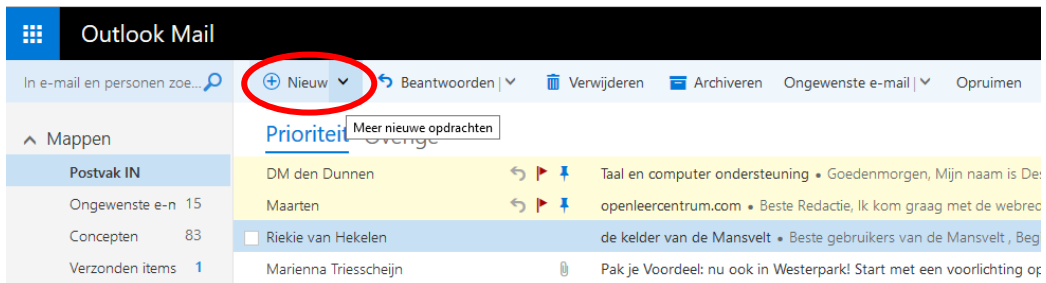 Outlook Mail
In e-mail en personen zoe...
Nieuw Beantwoorden | Verwijderen Archiveren Ongewenste e-mail | Opruimen
Meer nieuwe opdrachten
Mappen
Prioriteit Overige
Postvak IN
DM den Dunnen Taal en computer ondersteuning • Goedenmorgen, Mijn naam is Des
Ongewenste e-n 15
Maarten openleercentrum.com • Beste Redactie, Ik kom graag met de webred
Concepten 83
Riekie van Hekelen de kelder van de Mansvelt • Beste gebruikers van de Mansvelt , Beg
Verzonden items 1
Marienna Triesscheijn Pak je Voordeel: nu ook in Westerpark! Start met een voorlichting op